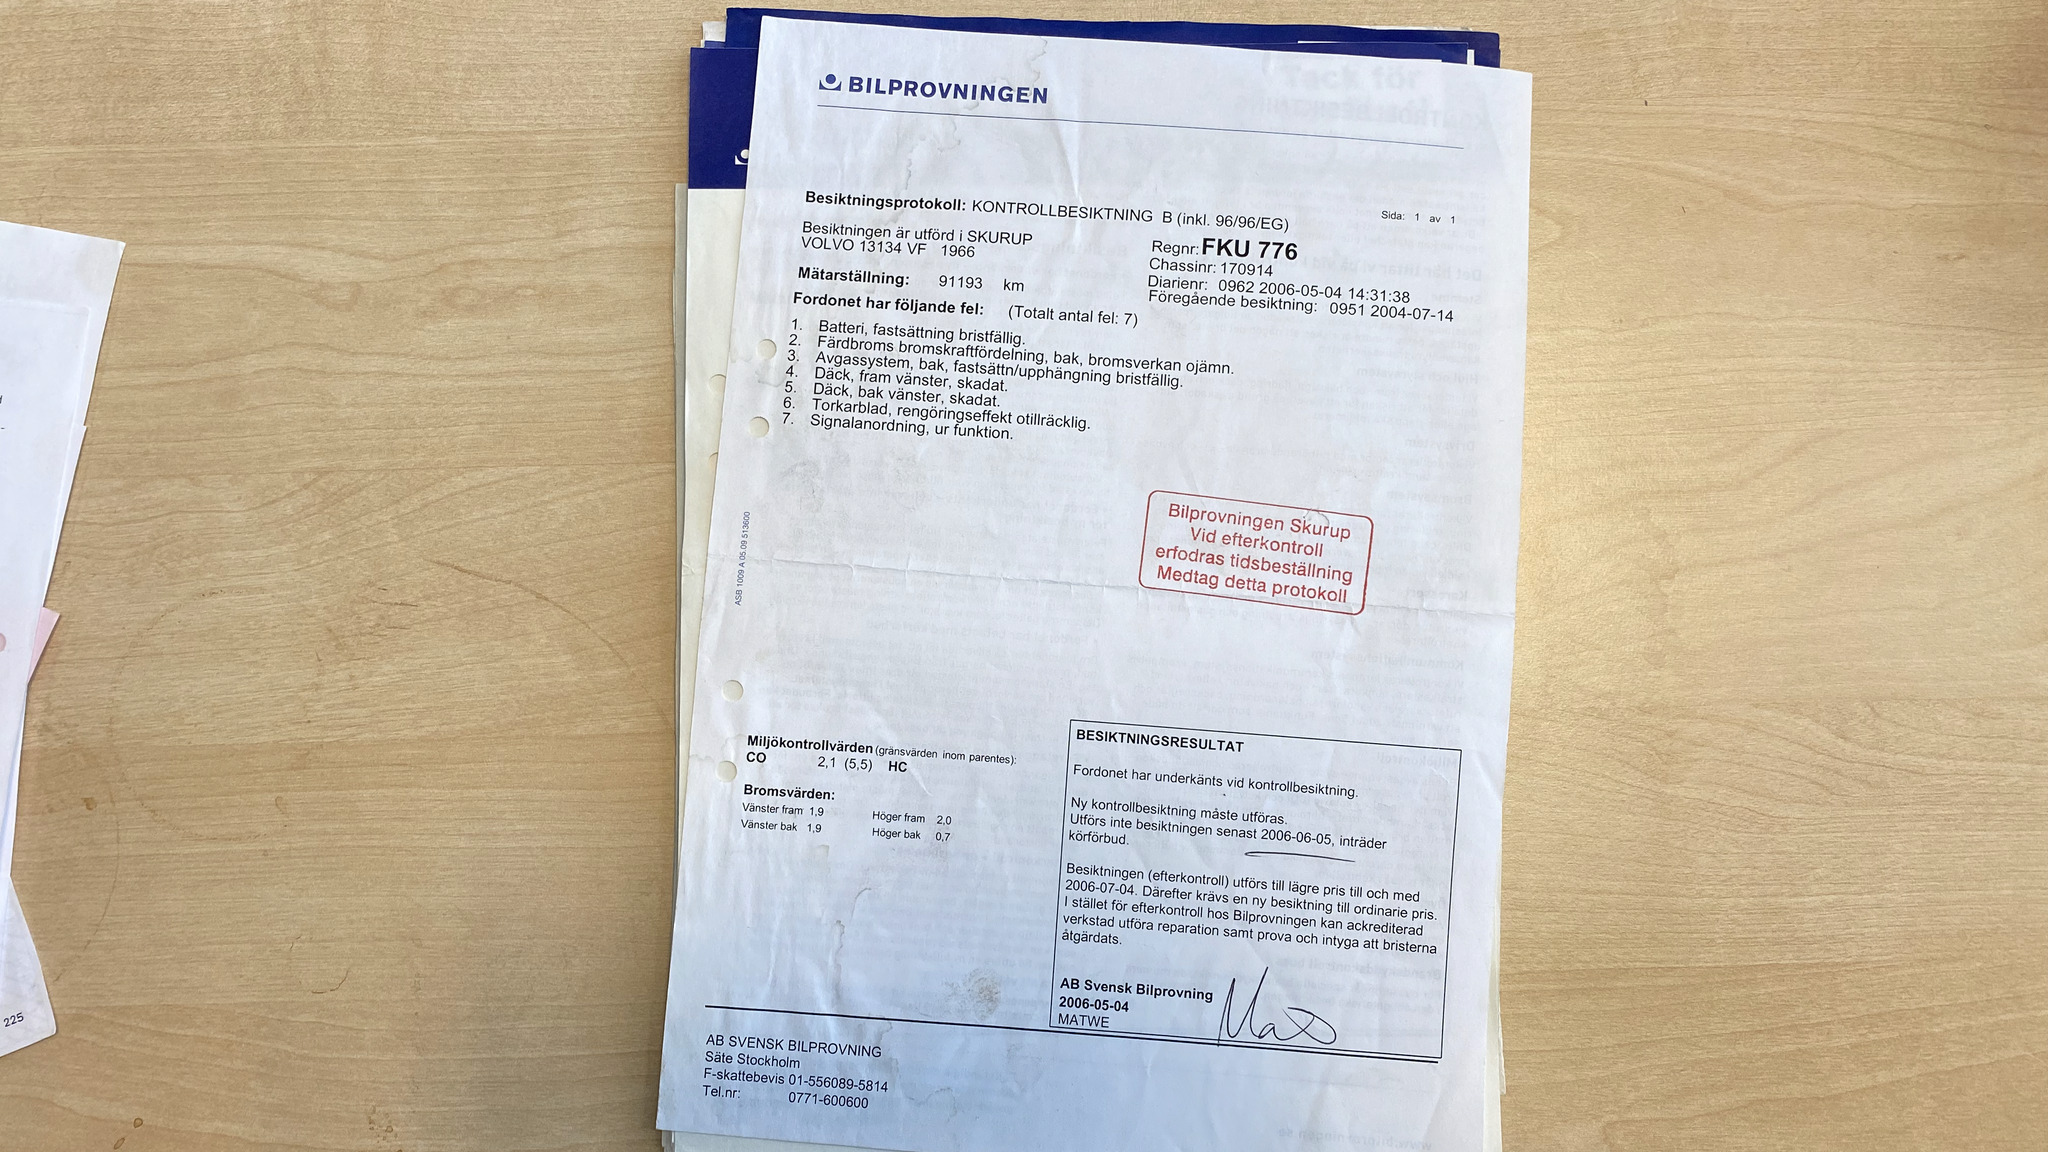 BILPROVNINGEN
Besiktningsprotokoll: KONTROLLBESIKTNING B (inkl. 96/96/EG)
Sida: 1 av 1
Besiktningen är utförd i SKURUP
VOLVO 13134 VF 1966
Regnr: FKU 776
Chassinr: 170914
Mätarställning: 91193 km
Diarienr: 0962 2006-05-04 14:31:38
Föregående besiktning: 0951 2004-07-14
Fordonet har följande fel: (Totalt antal fel: 7)
1. Batteri, fastsättning bristfällig.
2. Färdbroms bromskraftfördelning, bak, bromsverkan ojämn.
3. Avgassystem, bak, fastsättn/upphängning bristfällig.
4. Däck, fram vänster, skadat.
5. Däck, bak vänster, skadat.
6. Torkarblad, rengöringseffekt otillräcklig.
7. Signalanordning, ur funktion.
Bilprovningen Skurup
Vid efterkontroll
erfodras tidsbeställning
Medtag detta protokoll
ASB 1009 A 05.09 513600
Miljökontrollvärden (gränsvärden inom parentes):
CO 2,1 (5,5) HC
Bromsvärden:
Vänster fram 1,9 Höger fram 2,0
Vänster bak 1,9 Höger bak 0,7
BESIKTNINGSRESULTAT
Fordonet har underkänts vid kontrollbesiktning.
Ny kontrollbesiktning måste utföras.
Utförs inte besiktningen senast 2006-06-05, inträder
körförbud.
Besiktningen (efterkontroll) utförs till lägre pris till och med
2006-07-04. Därefter krävs en ny besiktning till ordinarie pris.
I stället för efterkontroll hos Bilprovningen kan ackrediterad
verkstad utföra reparation samt prova och intyga att bristerna
åtgärdats.
AB Svensk Bilprovning
2006-05-04
MATWE
AB SVENSK BILPROVNING
Säte Stockholm
F-skattebevis 01-556089-5814
Tel.nr: 0771-600600
225